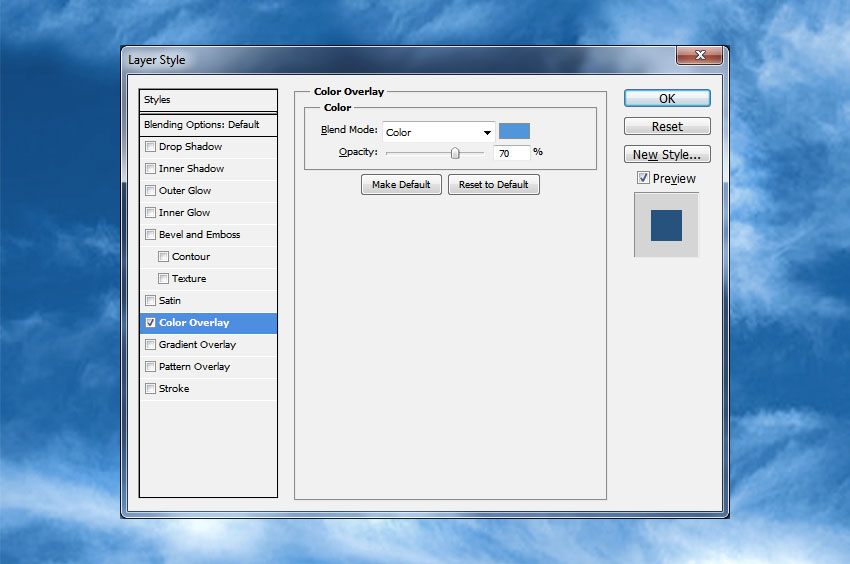 Layer Style
Styles
Blending Options: Default
Drop Shadow
Inner Shadow
Outer Glow
Inner Glow
Bevel and Emboss
Contour
Texture
Satin
Color Overlay
Gradient Overlay
Pattern Overlay
Stroke
Color Overlay
Color
Blend Mode: Color
Opacity: 70 %
Make Default Reset to Default
OK
Reset
New Style...
Preview